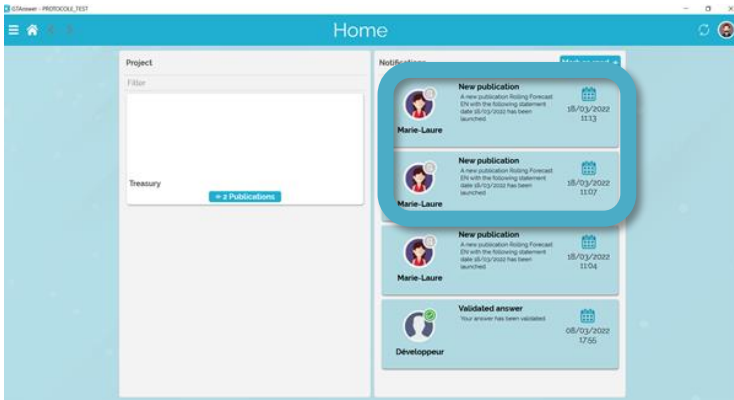 GTAnswer - PROTOCOLE_TEST
Home
Project
Filter
Treasury
2 Publications
Notifications
Mark as read
New publication
A new publication Rolling Forecast
EN with the following statement
date 18/03/2022 has been
launched
Marie-Laure
18/03/2022
11:13
New publication
A new publication Rolling Forecast
EN with the following statement
date 18/03/2022 has been
launched
Marie-Laure
18/03/2022
11:07
New publication
A new publication Rolling Forecast
EN with the following statement
date 18/03/2022 has been
launched
Marie-Laure
18/03/2022
11:04
Validated answer
Your answer has been validated
Développeur
08/03/2022
17:55